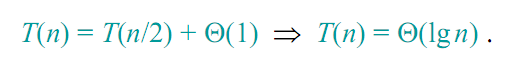 T(n) = T(n/2) + Θ(1) ⇒ T(n) = Θ(lg n) .